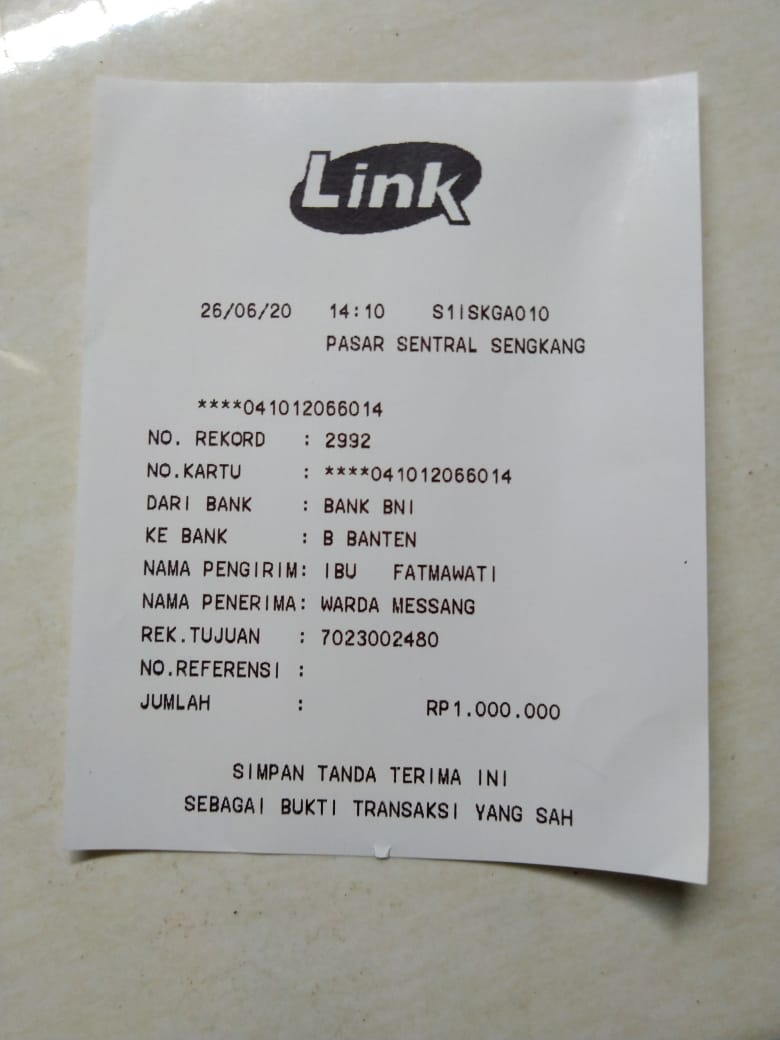 Link
26/06/20 14:10 S1ISKGA010
PASAR SENTRAL SENGKANG
****041012066014
NO. REKORD : 2992
NO.KARTU : ****041012066014
DARI BANK : BANK BNI
KE BANK : B BANTEN
NAMA PENGIRIM: IBU FATMAWATI
NAMA PENERIMA: WARDA MESSANG
REK.TUJUAN : 7023002480
NO.REFERENSI :
JUMLAH : RP1.000.000
SIMPAN TANDA TERIMA INI
SEBAGAI BUKTI TRANSAKSI YANG SAH